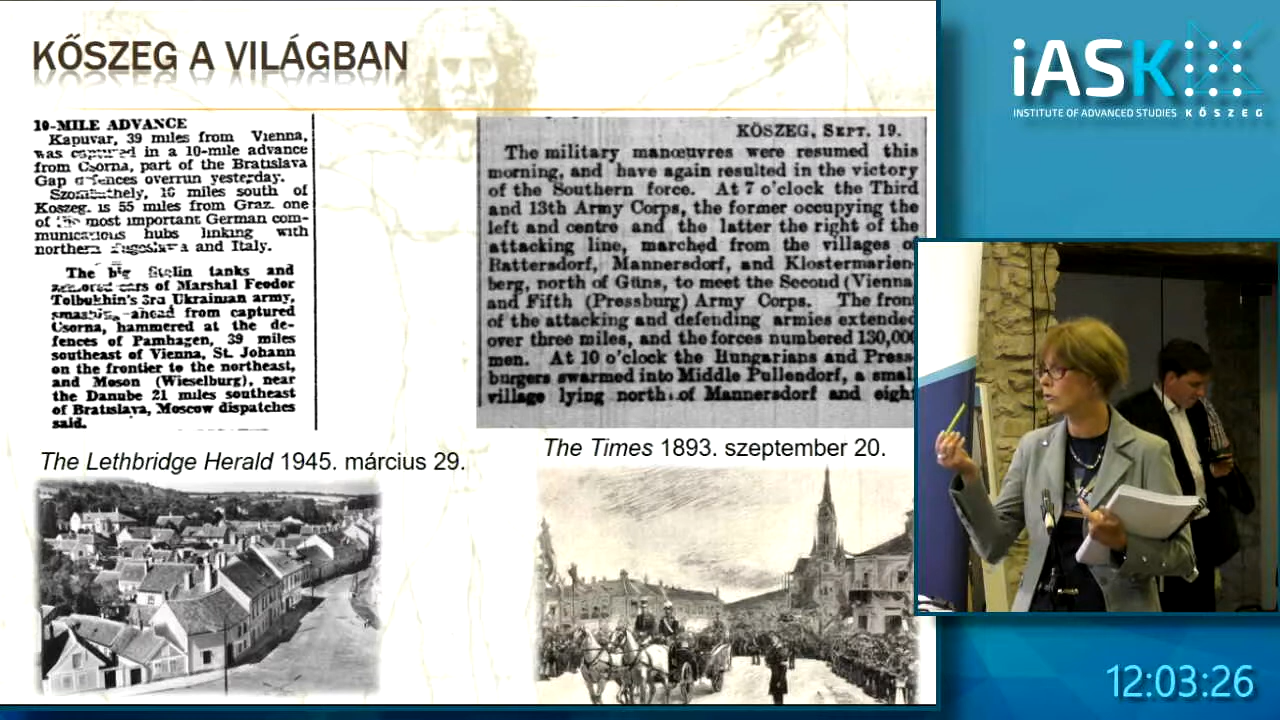 KŐSZEG A VILÁGBAN
10-MILE ADVANCE
Kapuvar, 39 miles from Vienna,
was captured in a 10-mile advance
from Csorna, part of the Bratislava
Gap defences overrun yesterday.
Szombathely, 10 miles south of
Koszeg. is 55 miles from Graz. one
of the most important German com-
munications hubs linking with
northern and Italy.
The big Stalin tanks and
armored cars of Marshal Feodor
Tolbukhin's 3rd Ukrainian army,
smashing ahead from captured
Csorna, hammered at the de-
fences of Pamhagen, 39 miles
southeast of Vienna, St. Johann
on the frontier to the northeast,
and Moson (Wieselburg), near
the Danube 21 miles southeast
of Bratislava, Moscow dispatches
said.
The Lethbridge Herald 1945. március 29.
KÖSZEG, SEPT. 19.
The military manœuvres were resumed this
morning, and have again resulted in the victory
of the Southern force. At 7 o'clock the Third
and 13th Army Corps, the former occupying the
left and centre and the latter the right of the
attacking line, marched from the villages of
Rattersdorf, Mannersdorf, and Klostermarien-
berg, north of Güns, to meet the Second (Vienna
and Fifth (Pressburg) Army Corps. The front
of the attacking and defending armies extended
over three miles, and the forces numbered 130,000
men. At 10 o'clock the Hungarians and Press-
burgers swarmed into Middle Pullendorf, a small
village lying north of Mannersdorf and eight
The Times 1893. szeptember 20.
iASK
INSTITUTE OF ADVANCED STUDIES KŐSZEG
12:03:26